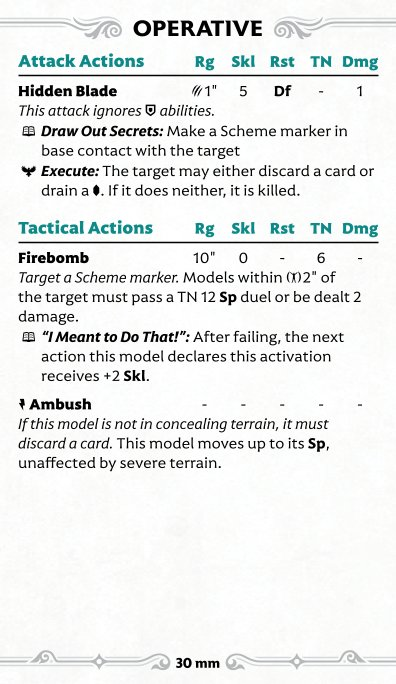 OPERATIVE
Attack Actions Rg Skl Rst TN Dmg
Hidden Blade 1" 5 Df - 1
This attack ignores abilities.
Draw Out Secrets: Make a Scheme marker in
base contact with the target
Execute: The target may either discard a card or
drain a . If it does neither, it is killed.
Tactical Actions Rg Skl Rst TN Dmg
Firebomb 10" 0 - 6 -
Target a Scheme marker. Models within 2" of
the target must pass a TN 12 Sp duel or be dealt 2
damage.
"I Meant to Do That!": After failing, the next
action this model declares this activation
receives +2 Skl.
Ambush - - - - -
If this model is not in concealing terrain, it must
discard a card. This model moves up to its Sp,
unaffected by severe terrain.
30 mm